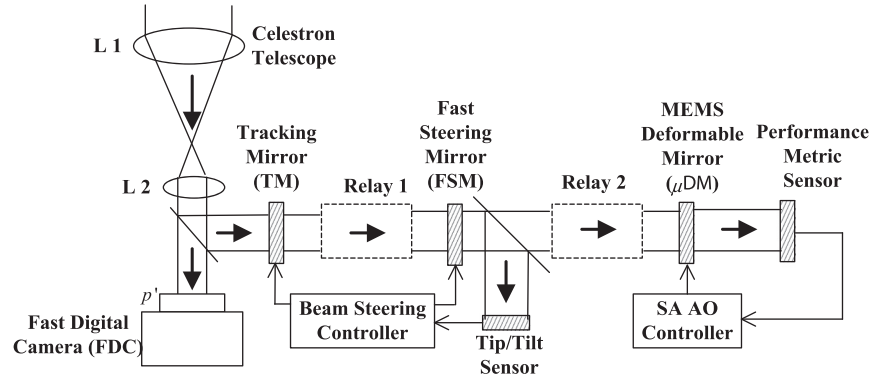 L 1
Celestron
Telescope
L 2
Tracking
Mirror
(TM)
Relay 1
Fast
Steering
Mirror
(FSM)
Relay 2
MEMS
Deformable
Mirror
(μDM)
Performance
Metric
Sensor
p'
Fast Digital
Camera (FDC)
Beam Steering
Controller
Tip/Tilt
Sensor
SA AO
Controller